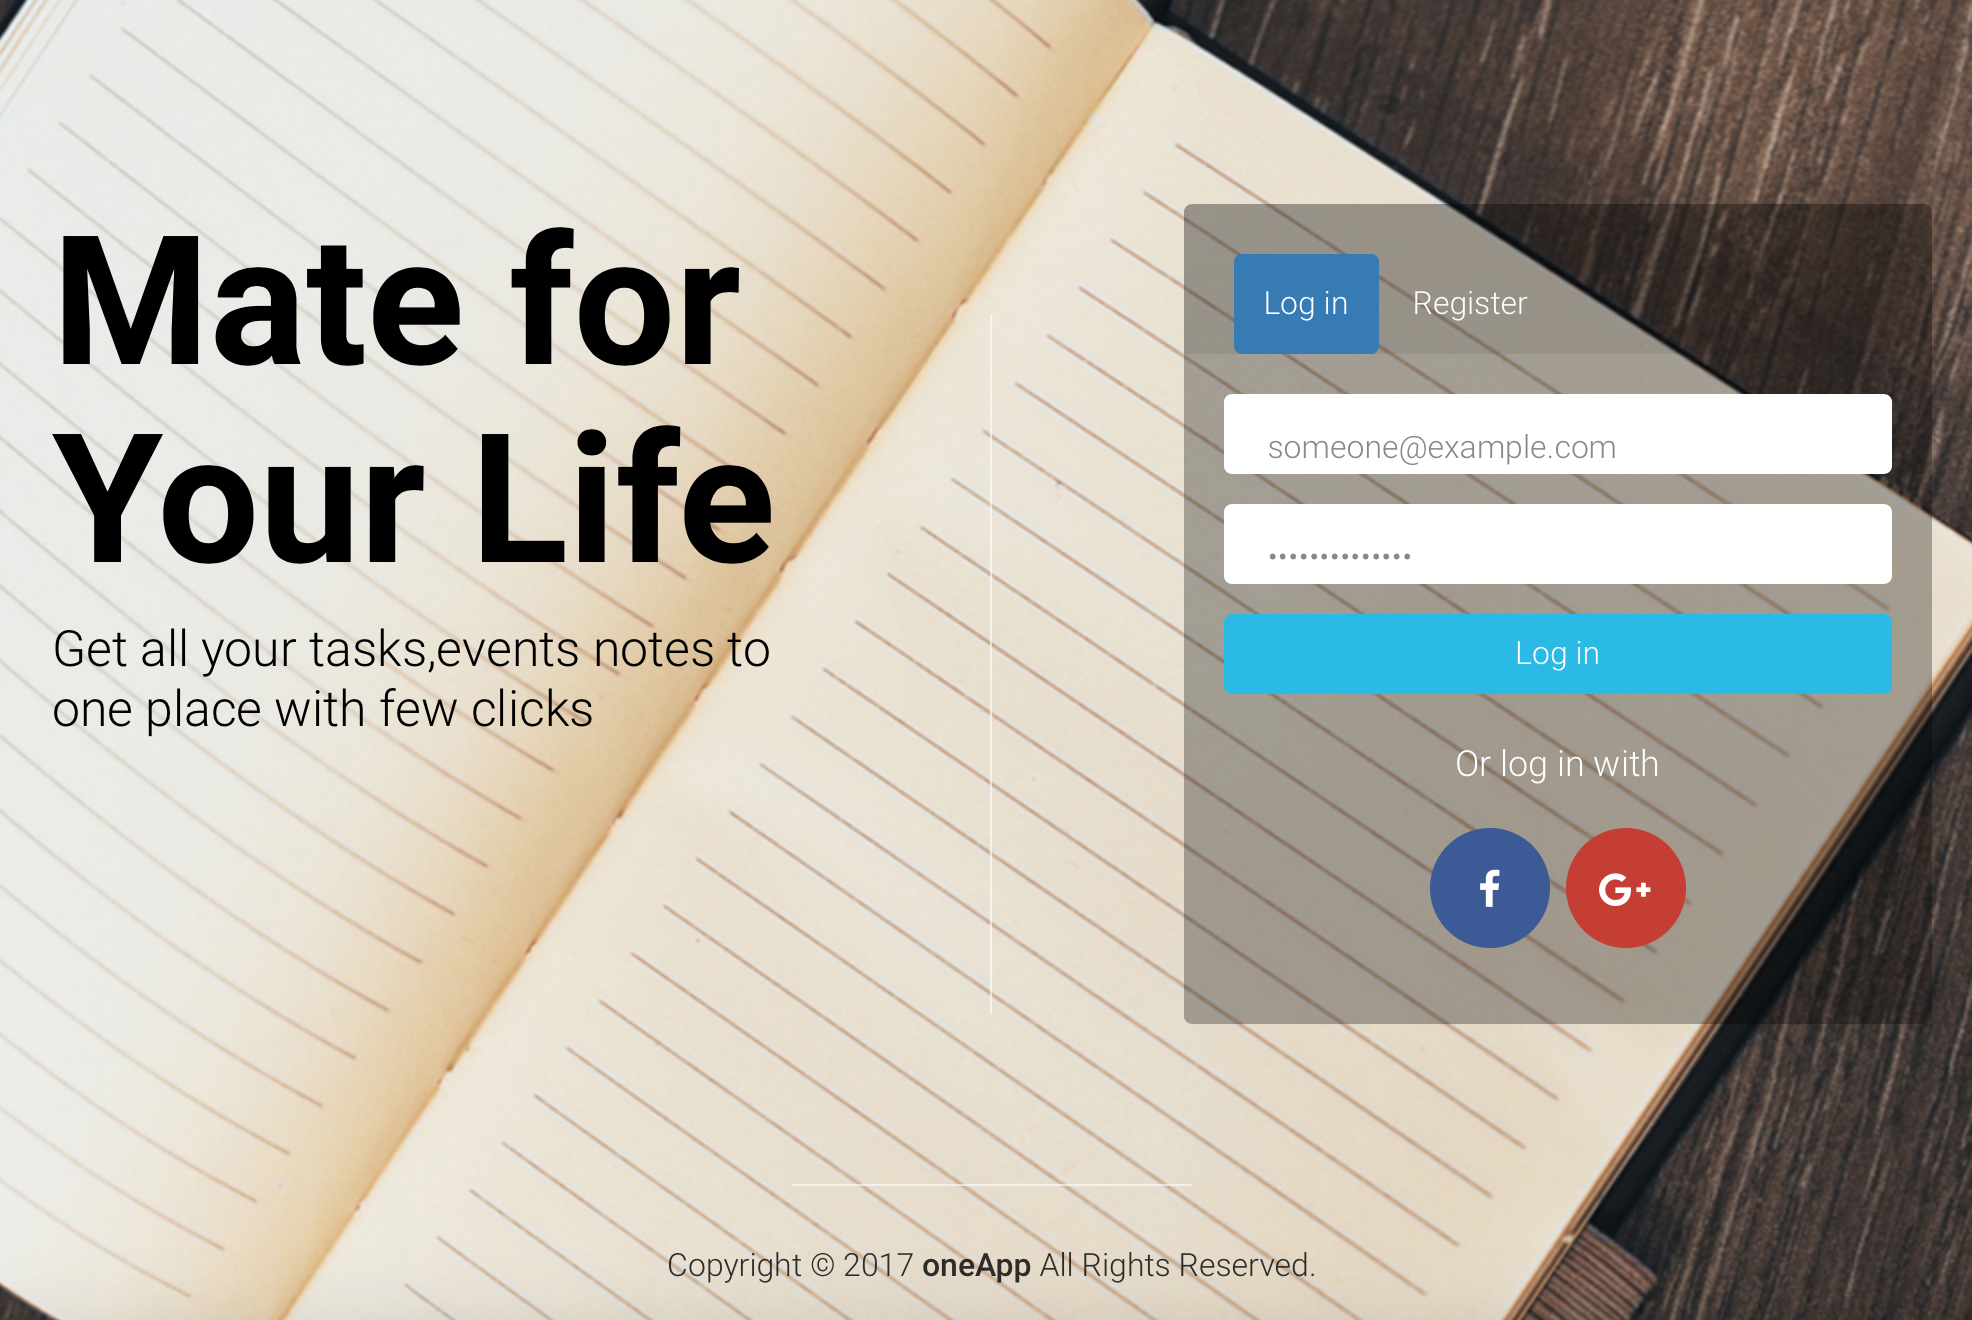 Mate for
Your Life
Get all your tasks,events notes to
one place with few clicks
Log in Register
someone@example.com
••••••••••••••
Log in
Or log in with
f G+
Copyright © 2017 oneApp All Rights Reserved.